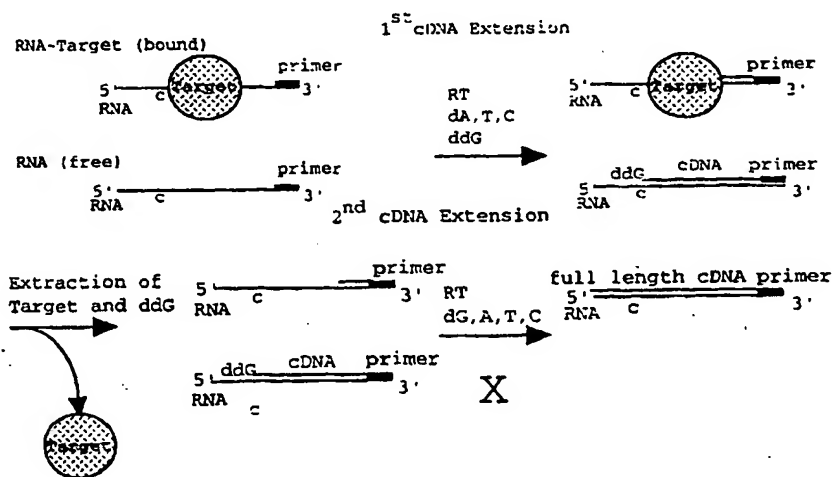 1st cDNA Extension
RNA-Target (bound)
primer
5' Target 3'
RNA c
RT
dA,T,C
ddG
primer
5' Target 3'
RNA c
RNA (free)
primer
5' 3'
RNA c
ddG cDNA primer
5' 3'
RNA c
2nd cDNA Extension
Extraction of
Target and ddG
primer
5' 3'
RNA c
RT
dG,A,T,C
full length cDNA primer
5' 3'
RNA c
ddG cDNA primer
5' 3'
RNA c
X
Target